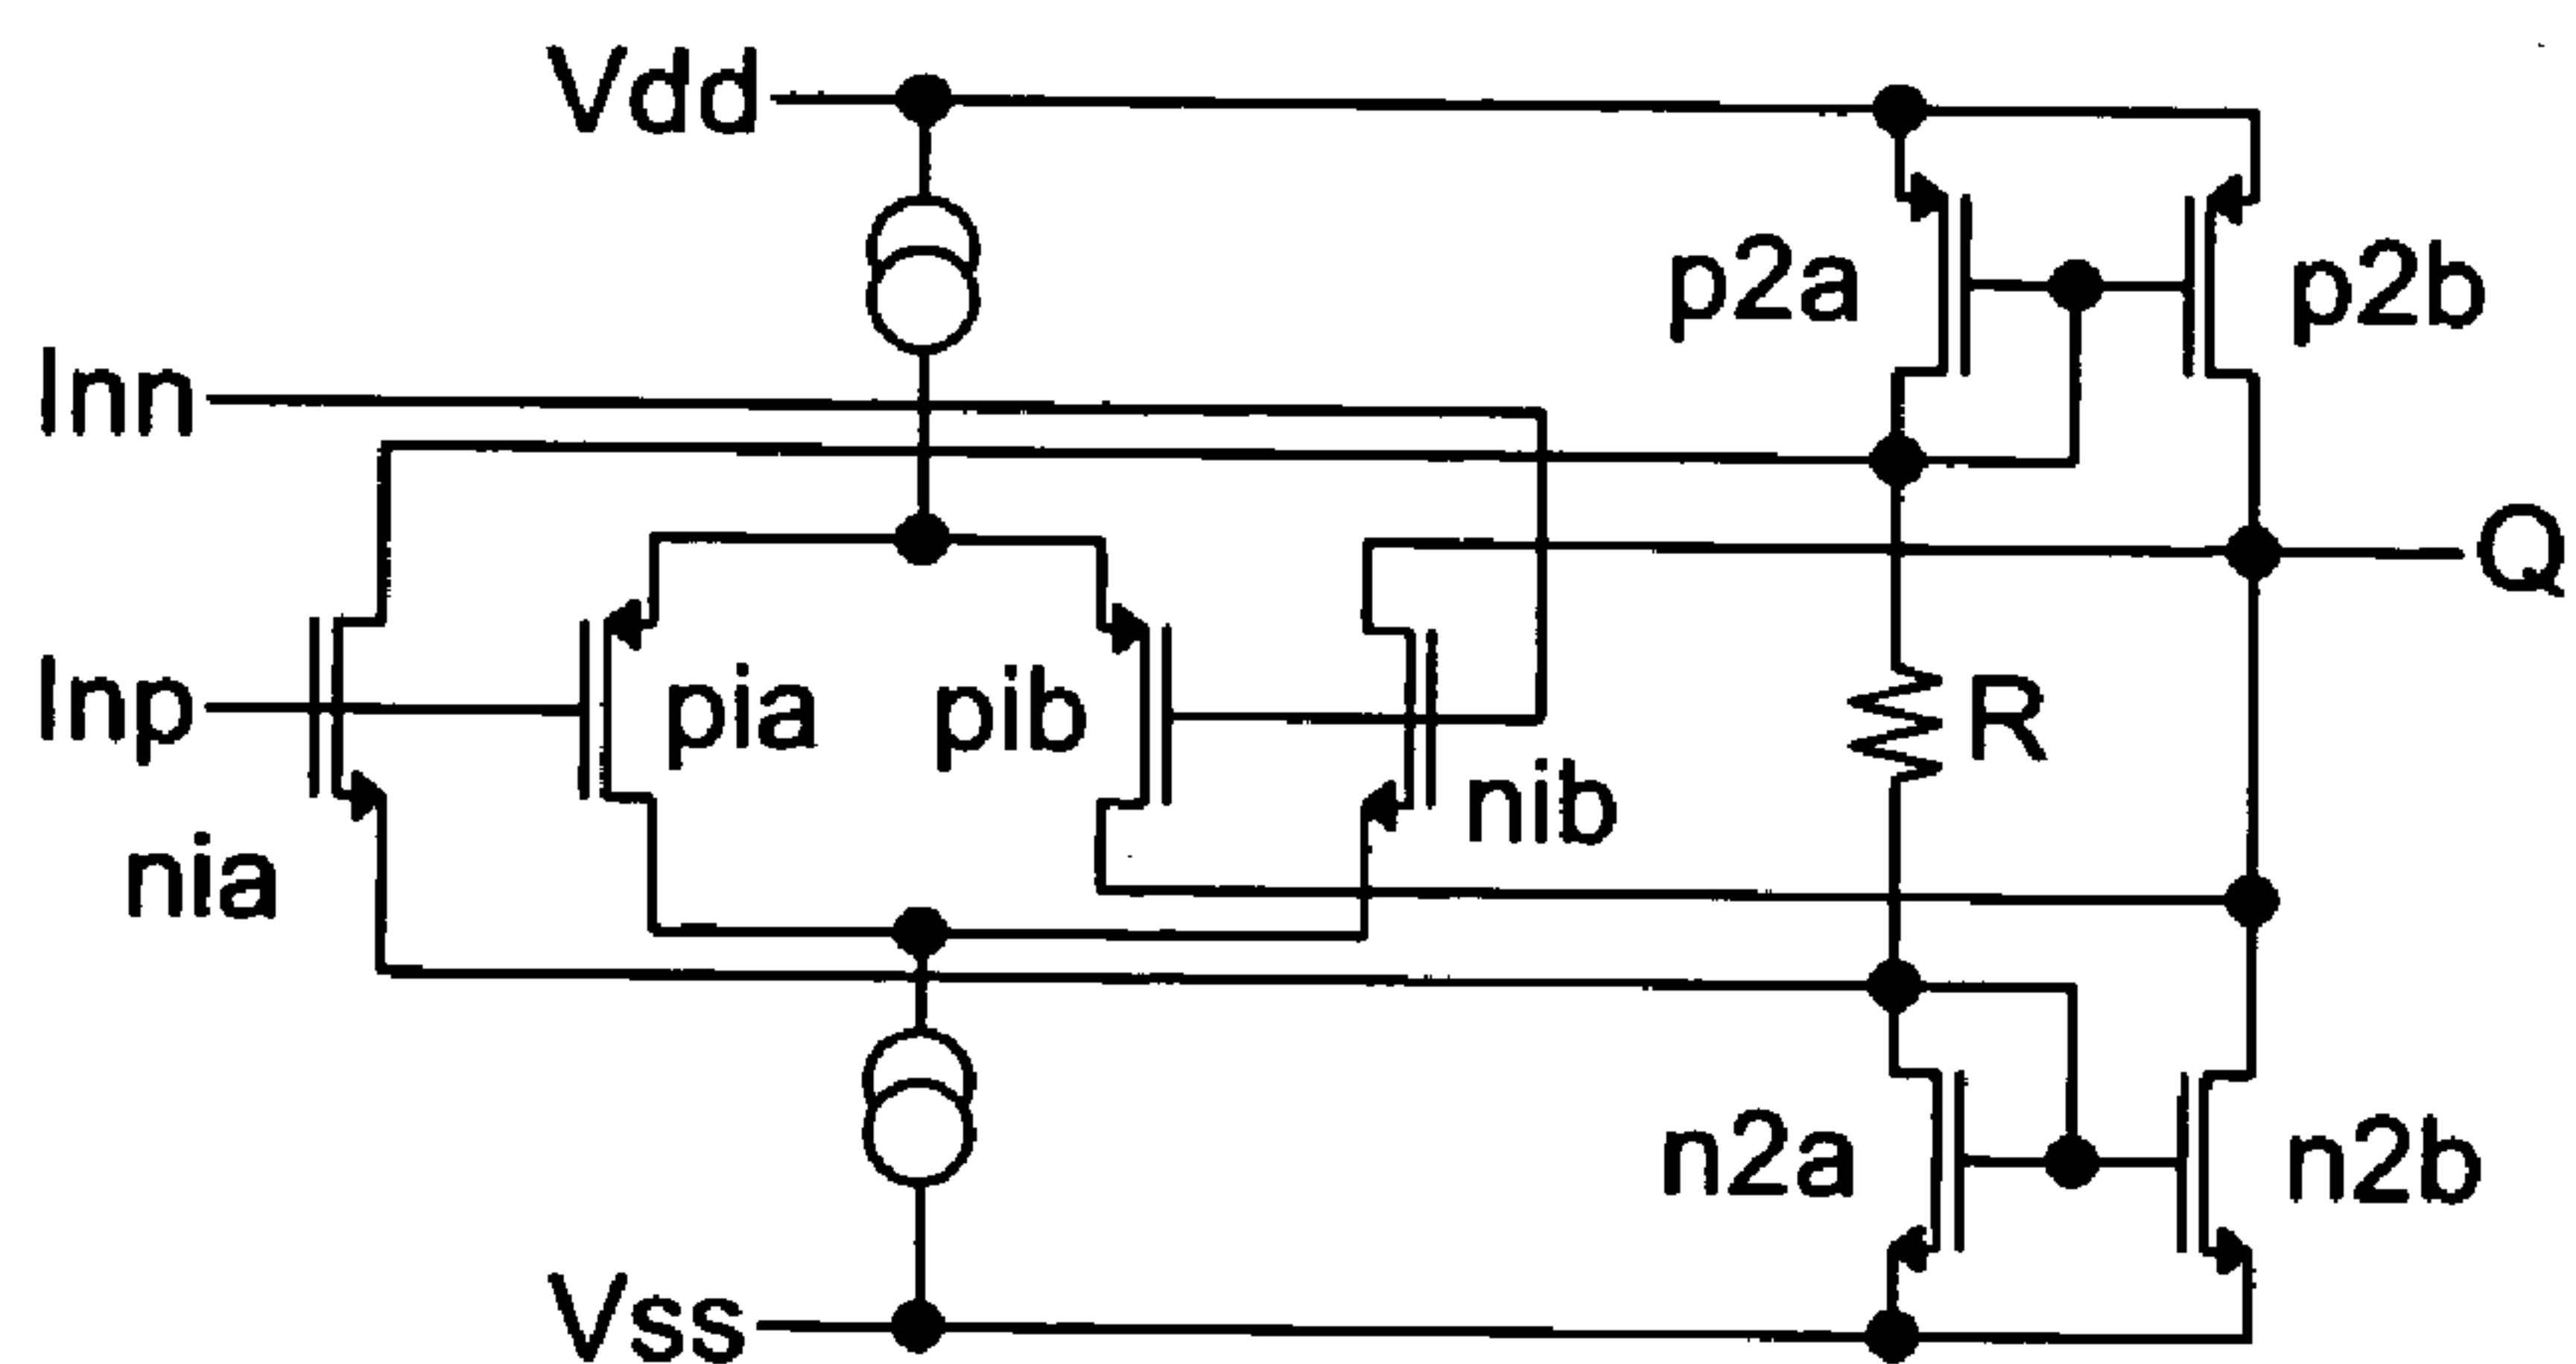 Vdd
p2a
p2b
Inn
Q
Inp
pia
pib
R
nib
nia
n2a
n2b
Vss